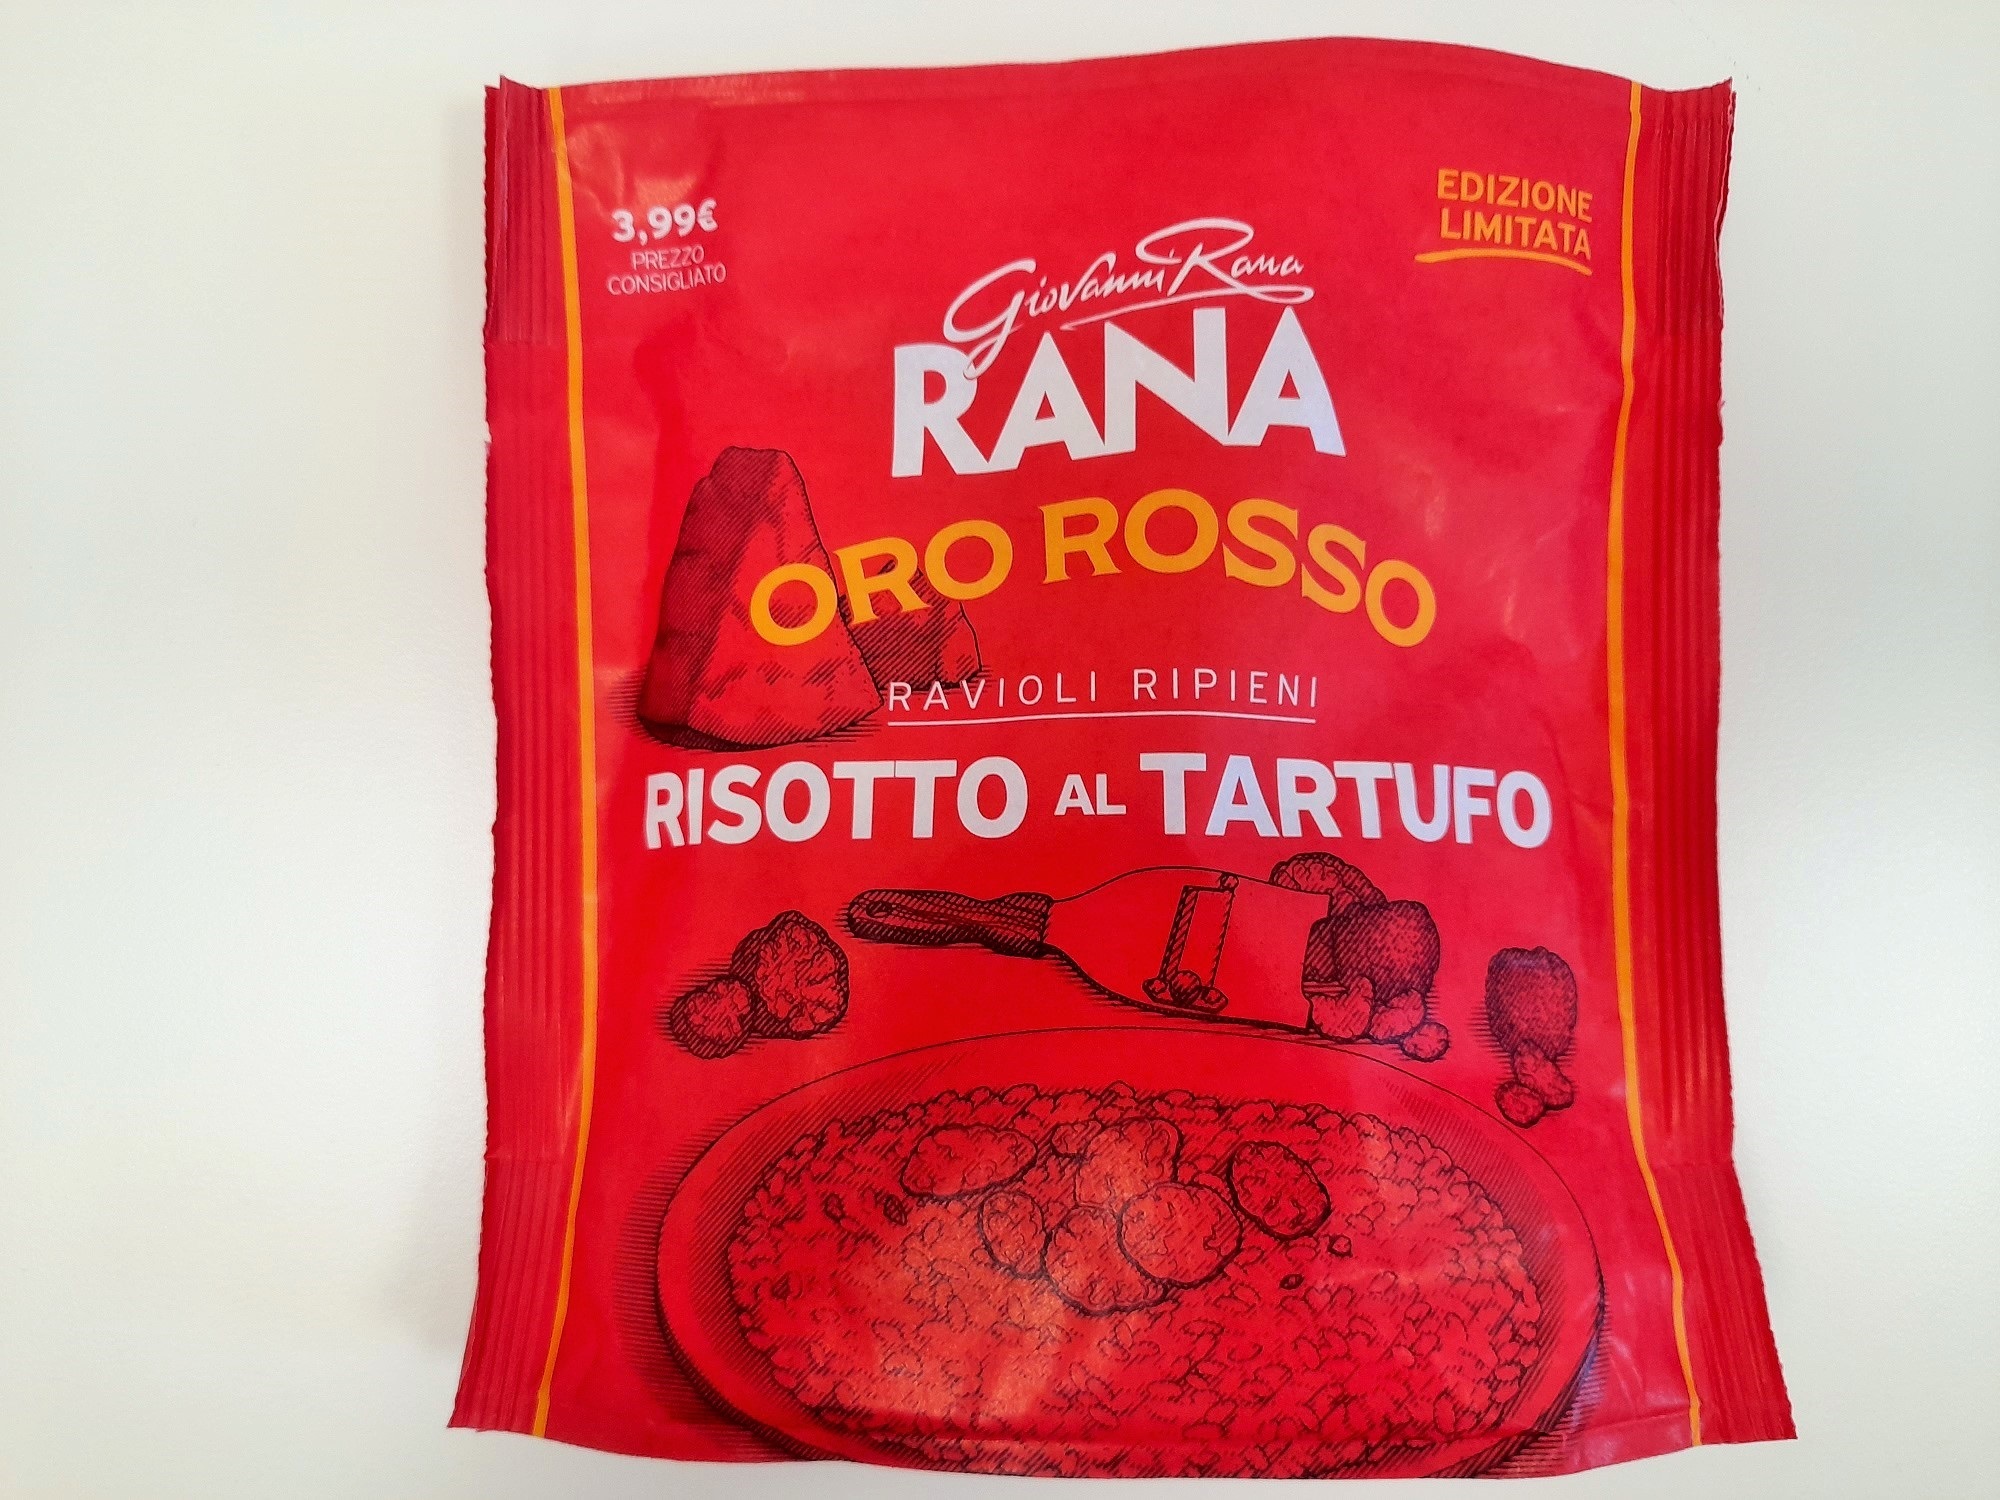 3,99€
PREZZO
CONSIGLIATO
EDIZIONE
LIMITATA
Giovanni Rana
RANA
ORO ROSSO
RAVIOLI RIPIENI
RISOTTO AL TARTUFO